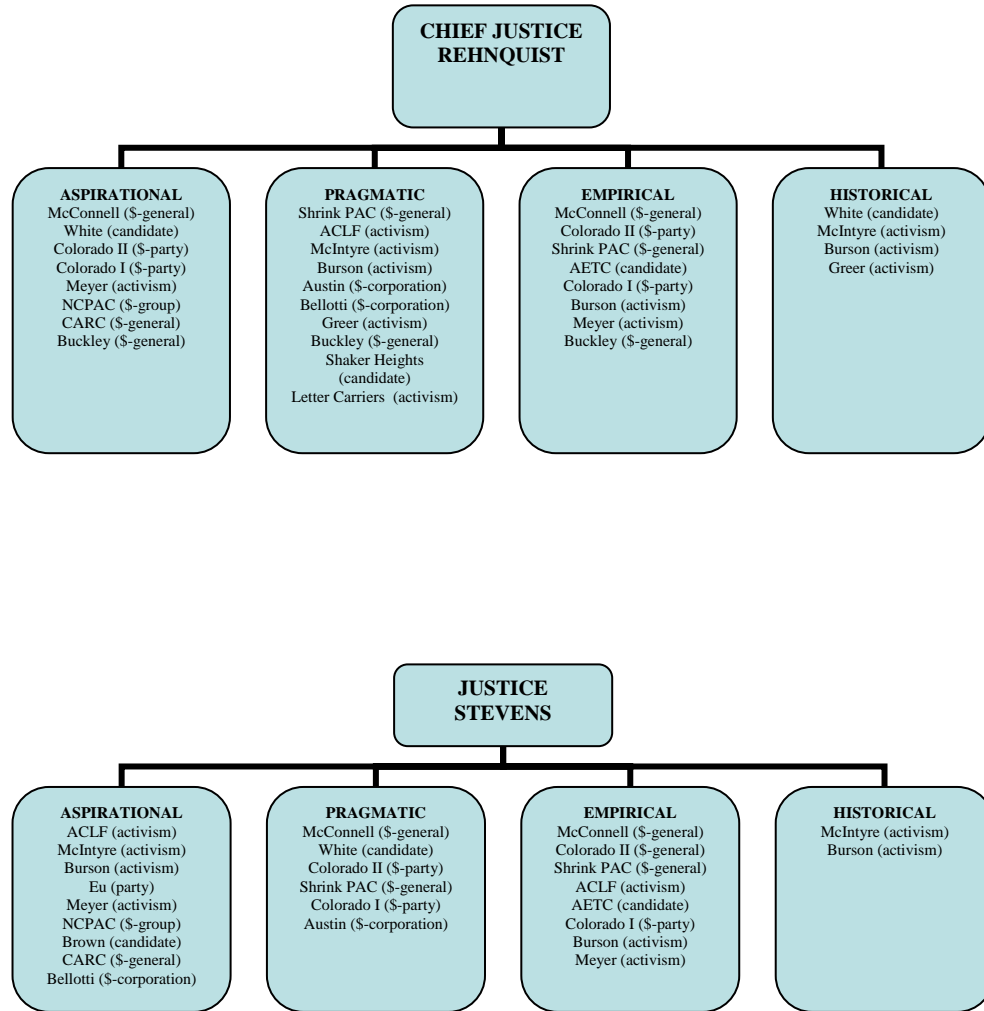 CHIEF JUSTICE
REHNQUIST
ASPIRATIONAL
McConnell ($-general)
White (candidate)
Colorado II ($-party)
Colorado I ($-party)
Meyer (activism)
NCPAC ($-group)
CARC ($-general)
Buckley ($-general)
PRAGMATIC
Shrink PAC ($-general)
ACLF (activism)
McIntyre (activism)
Burson (activism)
Austin ($-corporation)
Bellotti ($-corporation)
Greer (activism)
Buckley ($-general)
Shaker Heights
(candidate)
Letter Carriers (activism)
EMPIRICAL
McConnell ($-general)
Colorado II ($-party)
Shrink PAC ($-general)
AETC (candidate)
Colorado I ($-party)
Burson (activism)
Meyer (activism)
Buckley ($-general)
HISTORICAL
White (candidate)
McIntyre (activism)
Burson (activism)
Greer (activism)
JUSTICE
STEVENS
ASPIRATIONAL
ACLF (activism)
McIntyre (activism)
Burson (activism)
Eu (party)
Meyer (activism)
NCPAC ($-group)
Brown (candidate)
CARC ($-general)
Bellotti ($-corporation)
PRAGMATIC
McConnell ($-general)
White (candidate)
Colorado II ($-party)
Shrink PAC ($-general)
Colorado I ($-party)
Austin ($-corporation)
EMPIRICAL
McConnell ($-general)
Colorado II ($-general)
Shrink PAC ($-general)
ACLF (activism)
AETC (candidate)
Colorado I ($-party)
Burson (activism)
Meyer (activism)
HISTORICAL
McIntyre (activism)
Burson (activism)